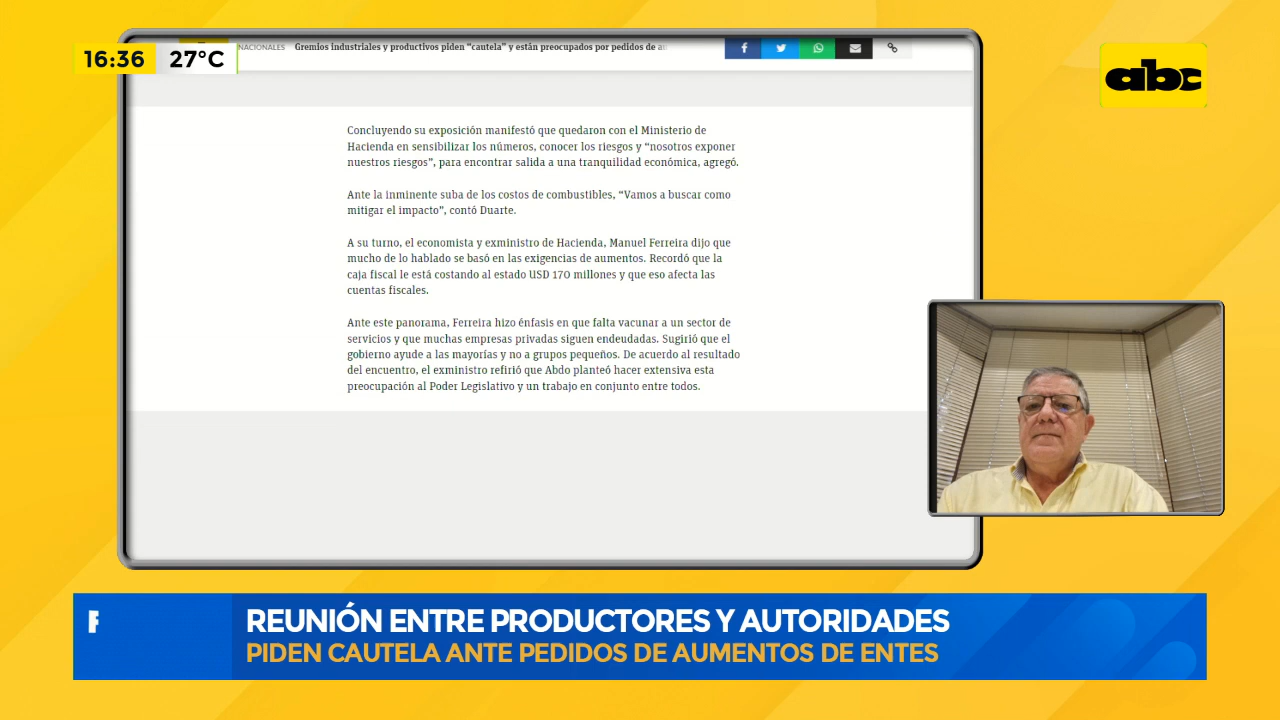 16:36 27°C
NACIONALES Gremios industriales y productivos piden “cautela” y están preocupados por pedidos de au
abc
Concluyendo su exposición manifestó que quedaron con el Ministerio de
Hacienda en sensibilizar los números, conocer los riesgos y “nosotros exponer
nuestros riesgos”, para encontrar salida a una tranquilidad económica, agregó.
Ante la inminente suba de los costos de combustibles, “Vamos a buscar como
mitigar el impacto”, contó Duarte.
A su turno, el economista y exministro de Hacienda, Manuel Ferreira dijo que
mucho de lo hablado se basó en las exigencias de aumentos. Recordó que la
caja fiscal le está costando al estado USD 170 millones y que eso afecta las
cuentas fiscales.
Ante este panorama, Ferreira hizo énfasis en que falta vacunar a un sector de
servicios y que muchas empresas privadas siguen endeudadas. Sugirió que el
gobierno ayude a las mayorías y no a grupos pequeños. De acuerdo al resultado
del encuentro, el exministro refirió que Abdo planteó hacer extensiva esta
preocupación al Poder Legislativo y un trabajo en conjunto entre todos.
F
REUNIÓN ENTRE PRODUCTORES Y AUTORIDADES
PIDEN CAUTELA ANTE PEDIDOS DE AUMENTOS DE ENTES